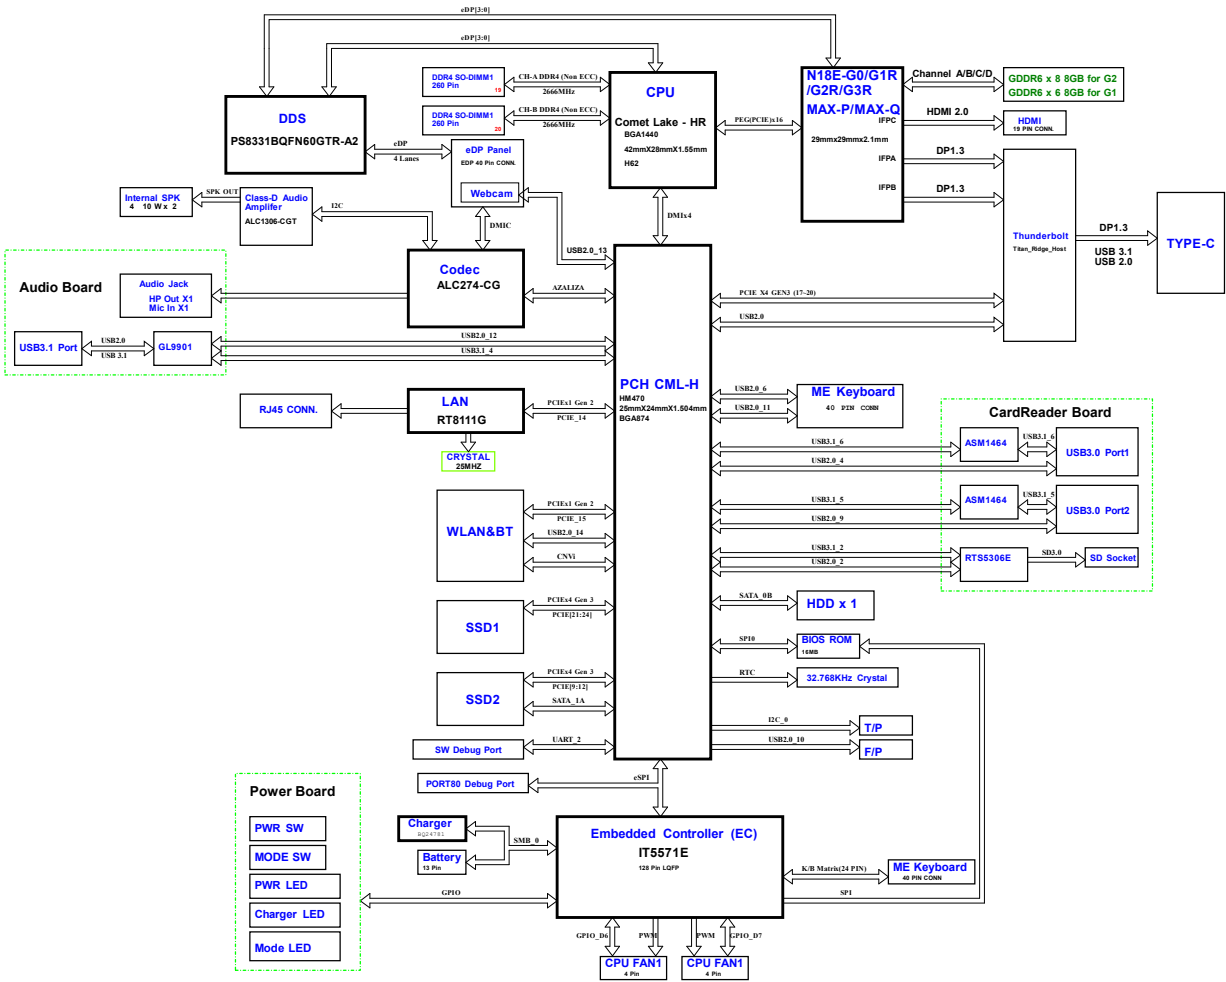 eDP[3:0]
eDP[3:0]
DDS
PS8331BQFN60GTR-A2
DDR4 SO-DIMM1
260 Pin
19
CH-A DDR4 (Non ECC)
2666MHz
DDR4 SO-DIMM1
260 Pin
20
CH-B DDR4 (Non ECC)
2666MHz
CPU
Comet Lake - HR
BGA1440
42mmX28mmX1.55mm
H62
PEG(PCIE)x16
N18E-G0/G1R
/G2R/G3R
MAX-P/MAX-Q
IFPC
29mmx29mmx2.1mm
IFPA
IFPB
Channel A/B/C/D
GDDR6 x 8 8GB for G2
GDDR6 x 6 8GB for G1
HDMI 2.0
HDMI
19 PIN CONN.
DP1.3
DP1.3
Thunderbolt
Titan_Ridge_Host
DP1.3
USB 3.1
USB 2.0
TYPE-C
eDP
4 Lanes
eDP Panel
EDP 40 Pin CONN.
Webcam
DMIC
USB2.0_13
DMIx4
Internal SPK
4 10 W x 2
SPK OUT
Class-D Audio
Amplifer
ALC1306-CGT
I2C
Codec
ALC274-CG
AZALIZA
Audio Board
Audio Jack
HP Out X1
Mic In X1
USB3.1 Port
USB2.0
USB 3.1
GL9901
USB2.0_12
USB3.1_4
PCIE X4 GEN3 (17~20)
USB2.0
PCH CML-H
HM470
25mmX24mmX1.504mm
BGA874
RJ45 CONN.
LAN
RT8111G
PCIEx1 Gen 2
PCIE_14
CRYSTAL
25MHZ
USB2.0_6
USB2.0_11
ME Keyboard
40 PIN CONN
CardReader Board
USB3.1_6
USB2.0_4
ASM1464
USB3.1_6
USB3.0 Port1
USB3.1_5
USB2.0_9
ASM1464
USB3.1_5
USB3.0 Port2
USB3.1_2
USB2.0_2
RTS5306E
SD3.0
SD Socket
WLAN&BT
PCIEx1 Gen 2
PCIE_15
USB2.0_14
CNVi
SSD1
PCIEx4 Gen 3
PCIE[21:24]
SSD2
PCIEx4 Gen 3
PCIE[9:12]
SATA_1A
SATA_0B
HDD x 1
SPI0
BIOS ROM
16MB
RTC
32.768KHz Crystal
I2C_0
T/P
USB2.0_10
F/P
SW Debug Port
UART_2
PORT80 Debug Port
eSPI
Power Board
PWR SW
MODE SW
PWR LED
Charger LED
Mode LED
Charger
BQ24781
Battery
13 Pin
SMB_0
GPIO
Embedded Controller (EC)
IT5571E
128 Pin LQFP
K/B Matrix(24 PIN)
ME Keyboard
40 PIN CONN
SPI
GPIO_D6
PWM
PWM
GPIO_D7
CPU FAN1
4 Pin
CPU FAN1
4 Pin